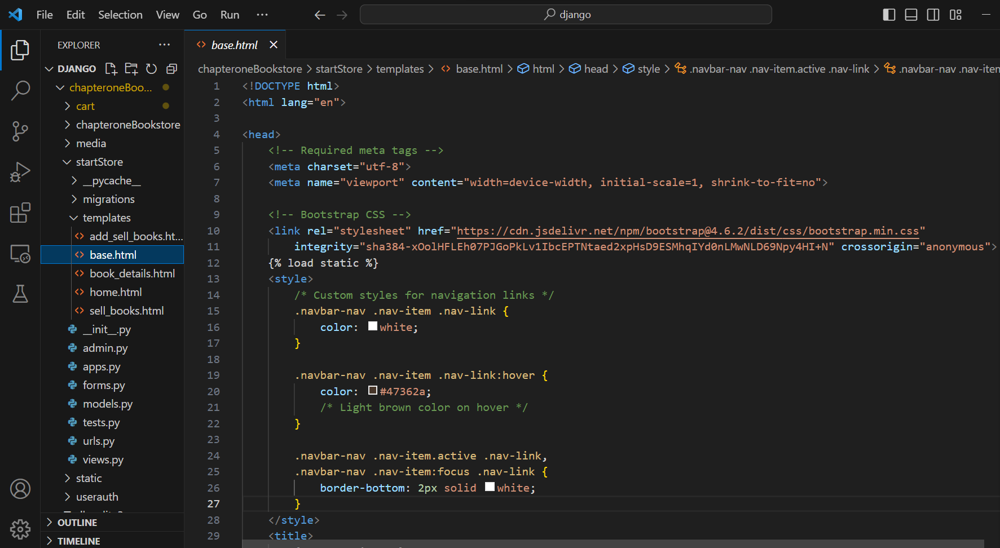 File Edit Selection View Go Run ··· django
EXPLORER ···
DJANGO
chapteroneBoo...
cart
chapteroneBookstore
media
startStore
__pycache__
migrations
templates
add_sell_books.ht...
base.html
book_details.html
home.html
sell_books.html
__init__.py
admin.py
apps.py
forms.py
models.py
tests.py
urls.py
views.py
static
userauth
OUTLINE
TIMELINE
base.html
chapteroneBookstore > startStore > templates > base.html > html > head > style > .navbar-nav .nav-item.active .nav-link > .navbar-nav .nav-item
1 <!DOCTYPE html>
2 <html lang="en">
3
4 <head>
5 <!-- Required meta tags -->
6 <meta charset="utf-8">
7 <meta name="viewport" content="width=device-width, initial-scale=1, shrink-to-fit=no">
8
9 <!-- Bootstrap CSS -->
10 <link rel="stylesheet" href="https://cdn.jsdelivr.net/npm/bootstrap@4.6.2/dist/css/bootstrap.min.css"
11 integrity="sha384-xOolHFLEh07PJGoPkLv1IbcEPTNtaed2xpHsD9ESMhqIYd0nLMwNLD69Npy4HI+N" crossorigin="anonymous">
12 {% load static %}
13 <style>
14 /* Custom styles for navigation links */
15 .navbar-nav .nav-item .nav-link {
16 color: white;
17 }
18
19 .navbar-nav .nav-item .nav-link:hover {
20 color: #47362a;
21 /* Light brown color on hover */
22 }
23
24 .navbar-nav .nav-item.active .nav-link,
25 .navbar-nav .nav-item:focus .nav-link {
26 border-bottom: 2px solid white;
27 }
28 </style>
29 <title>